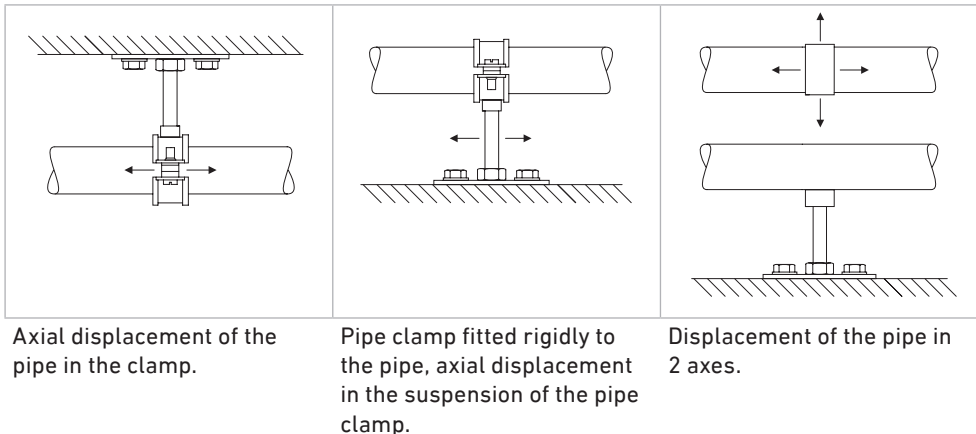 Axial displacement of the
pipe in the clamp.
Pipe clamp fitted rigidly to
the pipe, axial displacement
in the suspension of the pipe
clamp.
Displacement of the pipe in
2 axes.